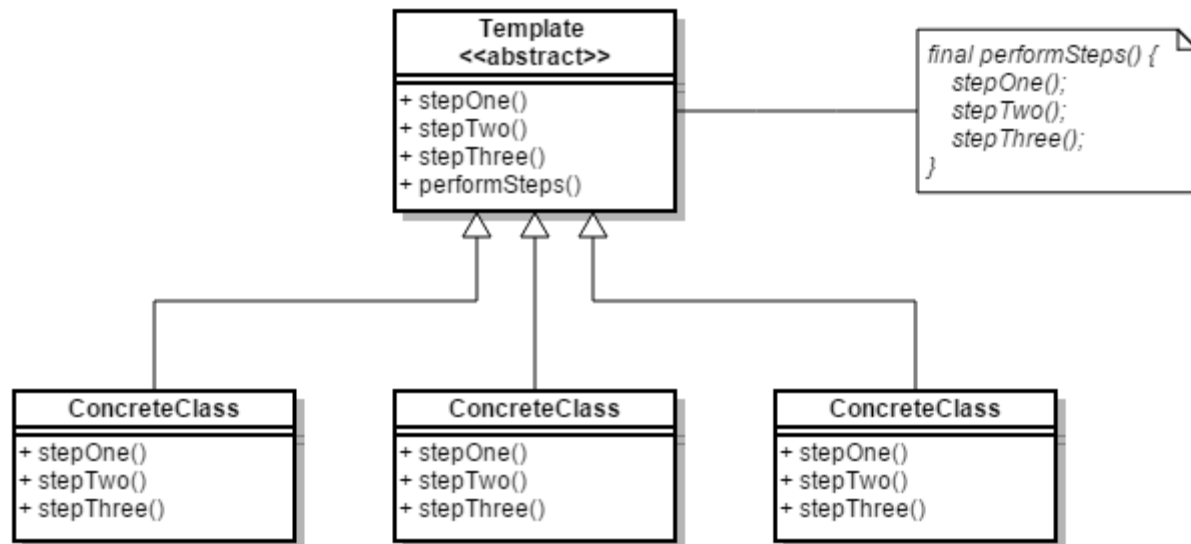 Template
<<abstract>>
+ stepOne()
+ stepTwo()
+ stepThree()
+ performSteps()
final performSteps() {
stepOne();
stepTwo();
stepThree();
}
ConcreteClass
+ stepOne()
+ stepTwo()
+ stepThree()
ConcreteClass
+ stepOne()
+ stepTwo()
+ stepThree()
ConcreteClass
+ stepOne()
+ stepTwo()
+ stepThree()